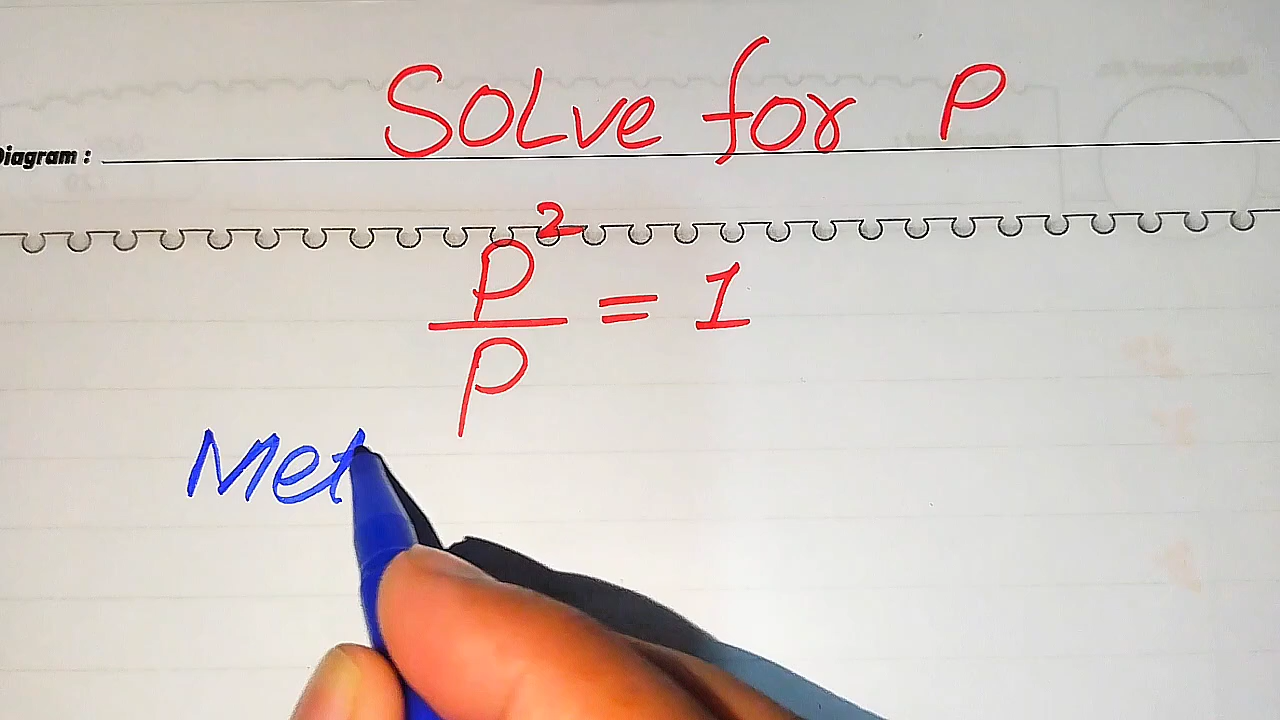 Solve for P
Diagram :
P²
/
P
= 1
Met